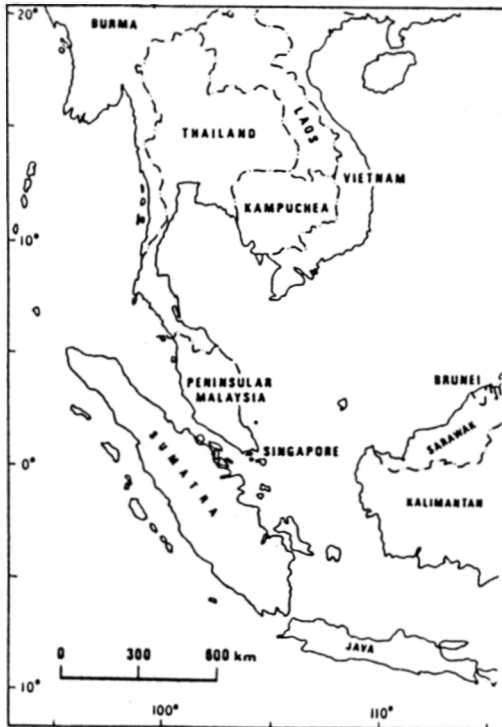 20°
BURMA
THAILAND
LAOS
VIETNAM
KAMPUCHEA
10°
PENINSULAR
MALAYSIA
BRUNEI
SARAWAK
SINGAPORE
SUMATRA
0°
KALIMANTAN
JAVA
0 300 600 km
10°
100° 110°